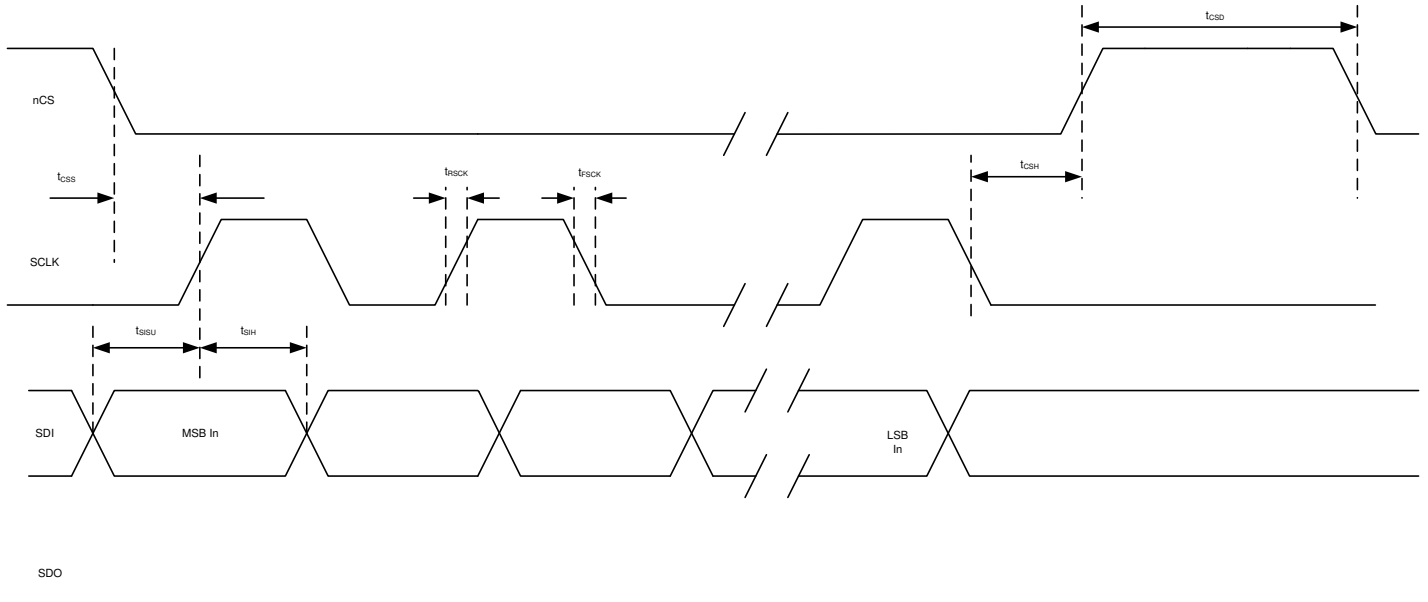 tCSD
nCS
tCSS
tRSCK
tFSCK
tCSH
SCLK
tSISU
tSIH
SDI
MSB In
LSB
In
SDO